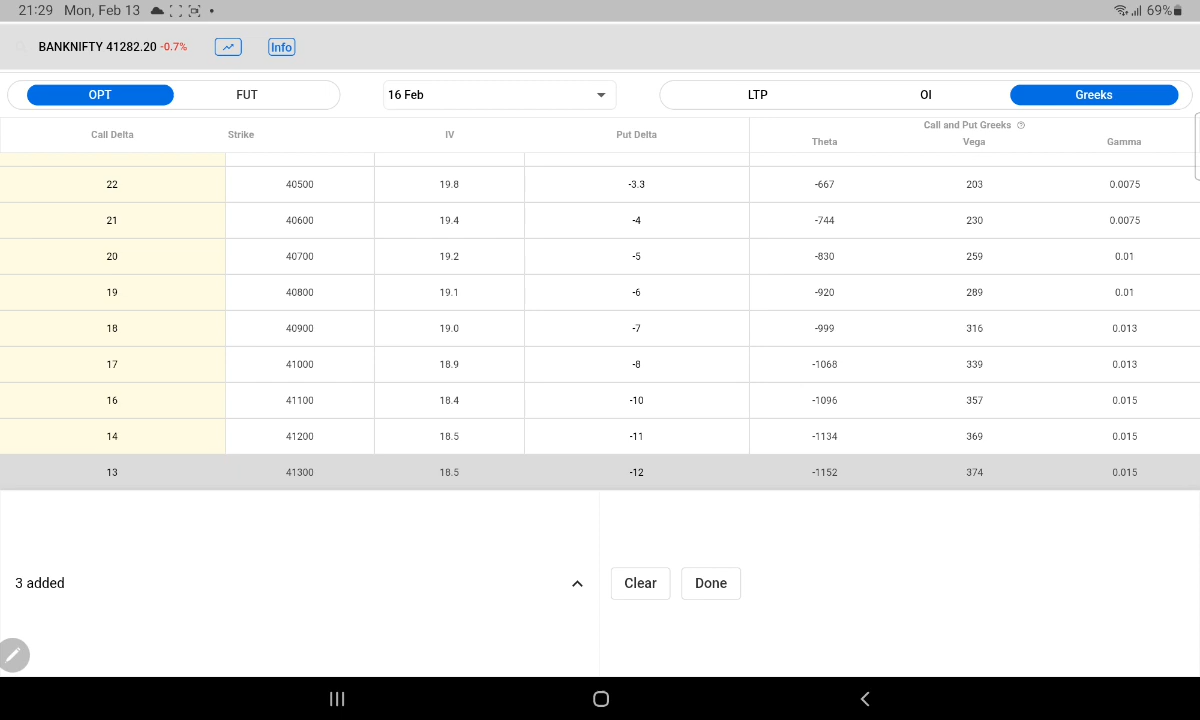 21:29 Mon, Feb 13 69%
BANKNIFTY 41282.20 -0.7% Info
OPT FUT 16 Feb LTP OI Greeks
Call and Put Greeks
Call Delta Strike IV Put Delta Theta Vega Gamma
22 40500 19.8 -3.3 -667 203 0.0075
21 40600 19.4 -4 -744 230 0.0075
20 40700 19.2 -5 -830 259 0.01
19 40800 19.1 -6 -920 289 0.01
18 40900 19.0 -7 -999 316 0.013
17 41000 18.9 -8 -1068 339 0.013
16 41100 18.4 -10 -1096 357 0.015
14 41200 18.5 -11 -1134 369 0.015
13 41300 18.5 -12 -1152 374 0.015
3 added Clear Done